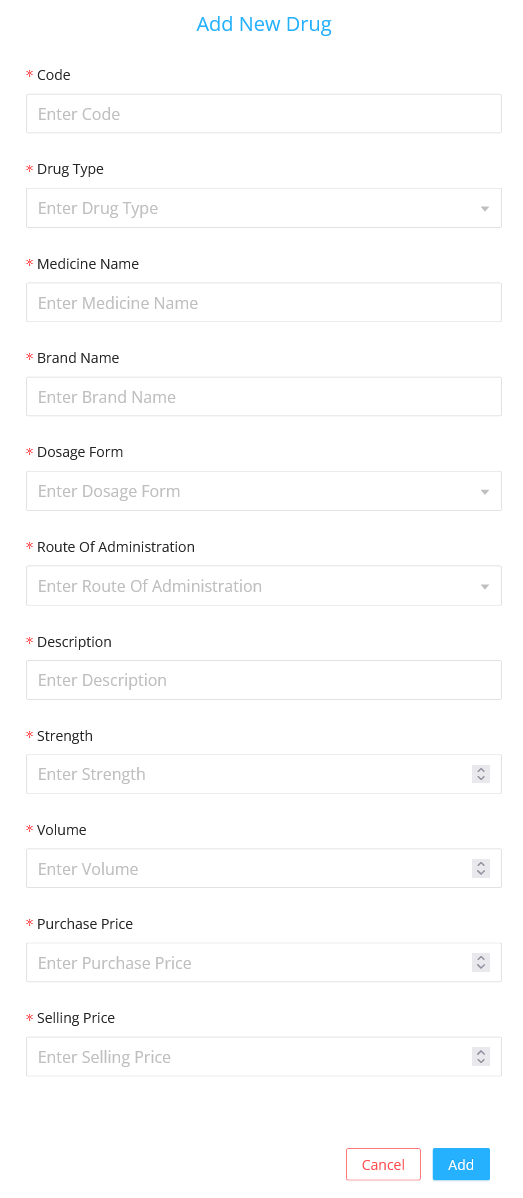 Add New Drug
* Code
Enter Code
* Drug Type
Enter Drug Type
* Medicine Name
Enter Medicine Name
* Brand Name
Enter Brand Name
* Dosage Form
Enter Dosage Form
* Route Of Administration
Enter Route Of Administration
* Description
Enter Description
* Strength
Enter Strength
* Volume
Enter Volume
* Purchase Price
Enter Purchase Price
* Selling Price
Enter Selling Price
Cancel Add